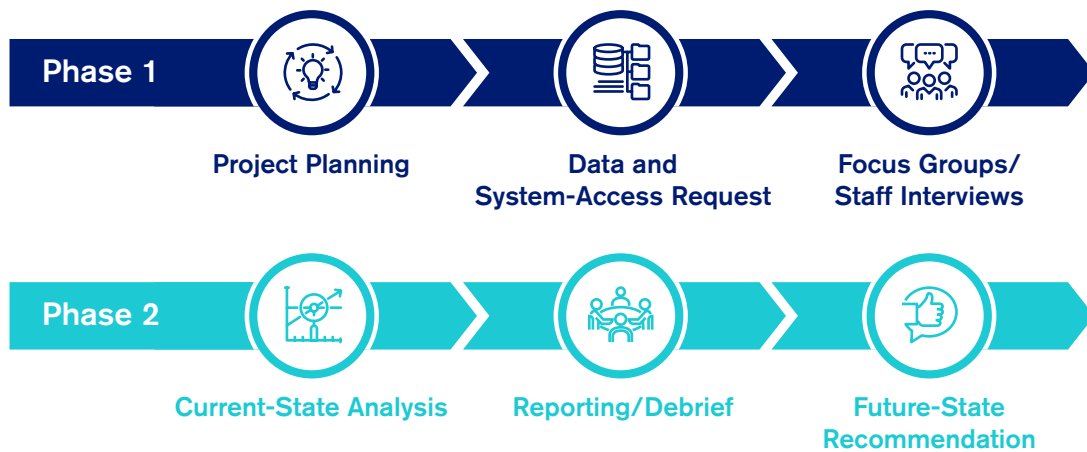 Phase 1
Project Planning
Data and
System-Access Request
Focus Groups/
Staff Interviews
Phase 2
Current-State Analysis
Reporting/Debrief
Future-State
Recommendation